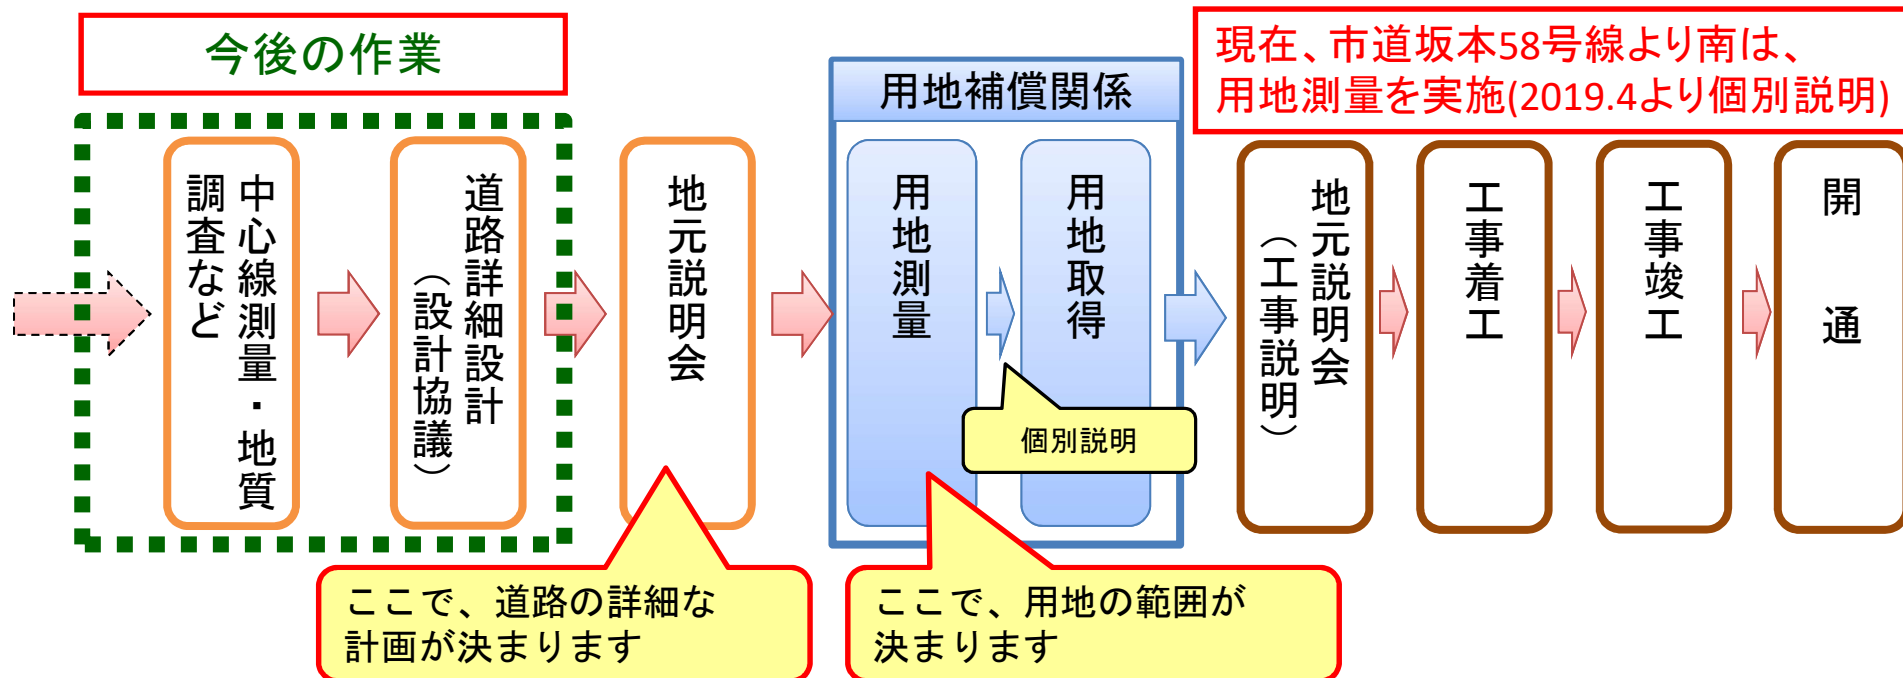 今後の作業
現在、市道坂本58号線より南は、
用地測量を実施(2019.4より個別説明)
用地補償関係
中心線測量・地質
調査など
道路詳細設計
（設計協議）
地元説明会
用地測量
用地取得
地元説明会
（工事説明）
工事着工
工事竣工
開通
個別説明
ここで、道路の詳細な
計画が決まります
ここで、用地の範囲が
決まります